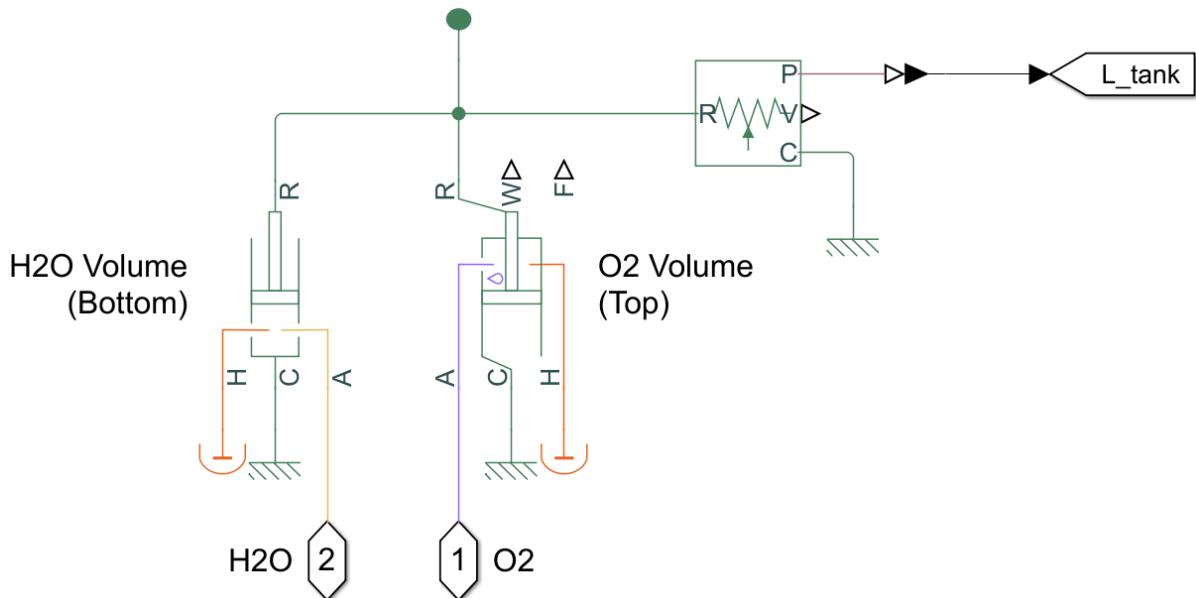 P
L_tank
R
V
C
R
R
W
F
H2O Volume
(Bottom)
O2 Volume
(Top)
H
C
A
A
C
H
H2O
2
1
O2